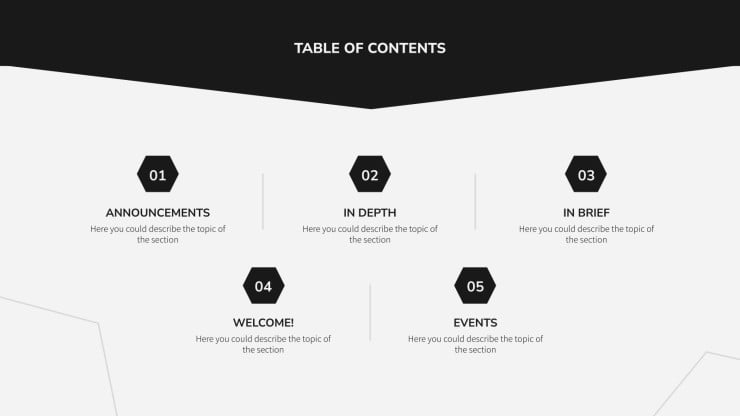 TABLE OF CONTENTS
01
ANNOUNCEMENTS
Here you could describe the topic of
the section
02
IN DEPTH
Here you could describe the topic of
the section
03
IN BRIEF
Here you could describe the topic of
the section
04
WELCOME!
Here you could describe the topic of
the section
05
EVENTS
Here you could describe the topic of
the section